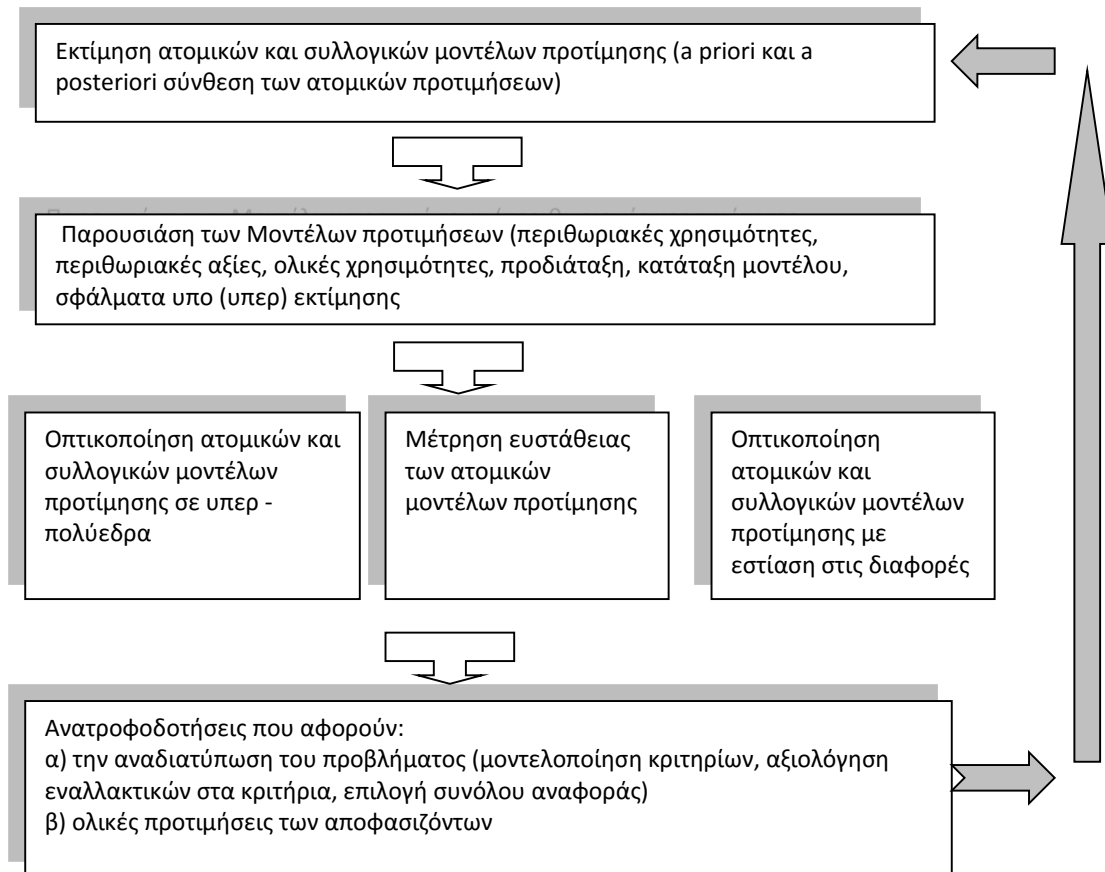 Εκτίμηση ατομικών και συλλογικών μοντέλων προτίμησης (a priori και a
posteriori σύνθεση των ατομικών προτιμήσεων)
Παρουσιάση των Μοντέλων προτιμήσεων (περιθωριακές χρησιμότητες,
περιθωριακές αξίες, ολικές χρησιμότητες, προδιάταξη, κατάταξη μοντέλου,
σφάλματα υπο (υπερ) εκτίμησης
Οπτικοποίηση ατομικών και
συλλογικών μοντέλων
προτίμησης σε υπερ -
πολύεδρα
Μέτρηση ευστάθειας
των ατομικών
μοντέλων προτίμησης
Οπτικοποίηση
ατομικών και
συλλογικών μοντέλων
προτίμησης με
εστίαση στις διαφορές
Ανατροφοδοτήσεις που αφορούν:
α) την αναδιατύπωση του προβλήματος (μοντελοποίηση κριτηρίων, αξιολόγηση
εναλλακτικών στα κριτήρια, επιλογή συνόλου αναφοράς)
β) ολικές προτιμήσεις των αποφασιζόντων